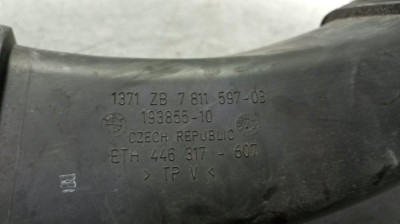 1371 ZB 7 811 597-03
193855-10
CZECH REPUBLIC
ETH 446 317 - 607
> TP V <